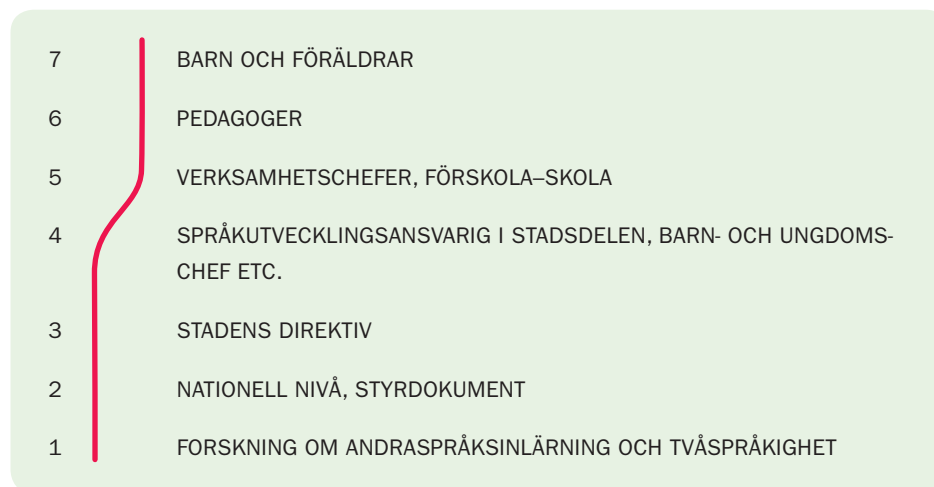 7 BARN OCH FÖRÄLDRAR
6 PEDAGOGER
5 VERKSAMHETSCHEFER, FÖRSKOLA–SKOLA
4 SPRÅKUTVECKLINGSANSVARIG I STADSDELEN, BARN- OCH UNGDOMS-
CHEF ETC.
3 STADENS DIREKTIV
2 NATIONELL NIVÅ, STYRDOKUMENT
1 FORSKNING OM ANDRASPRÅKSINLÄRNING OCH TVÅSPRÅKIGHET